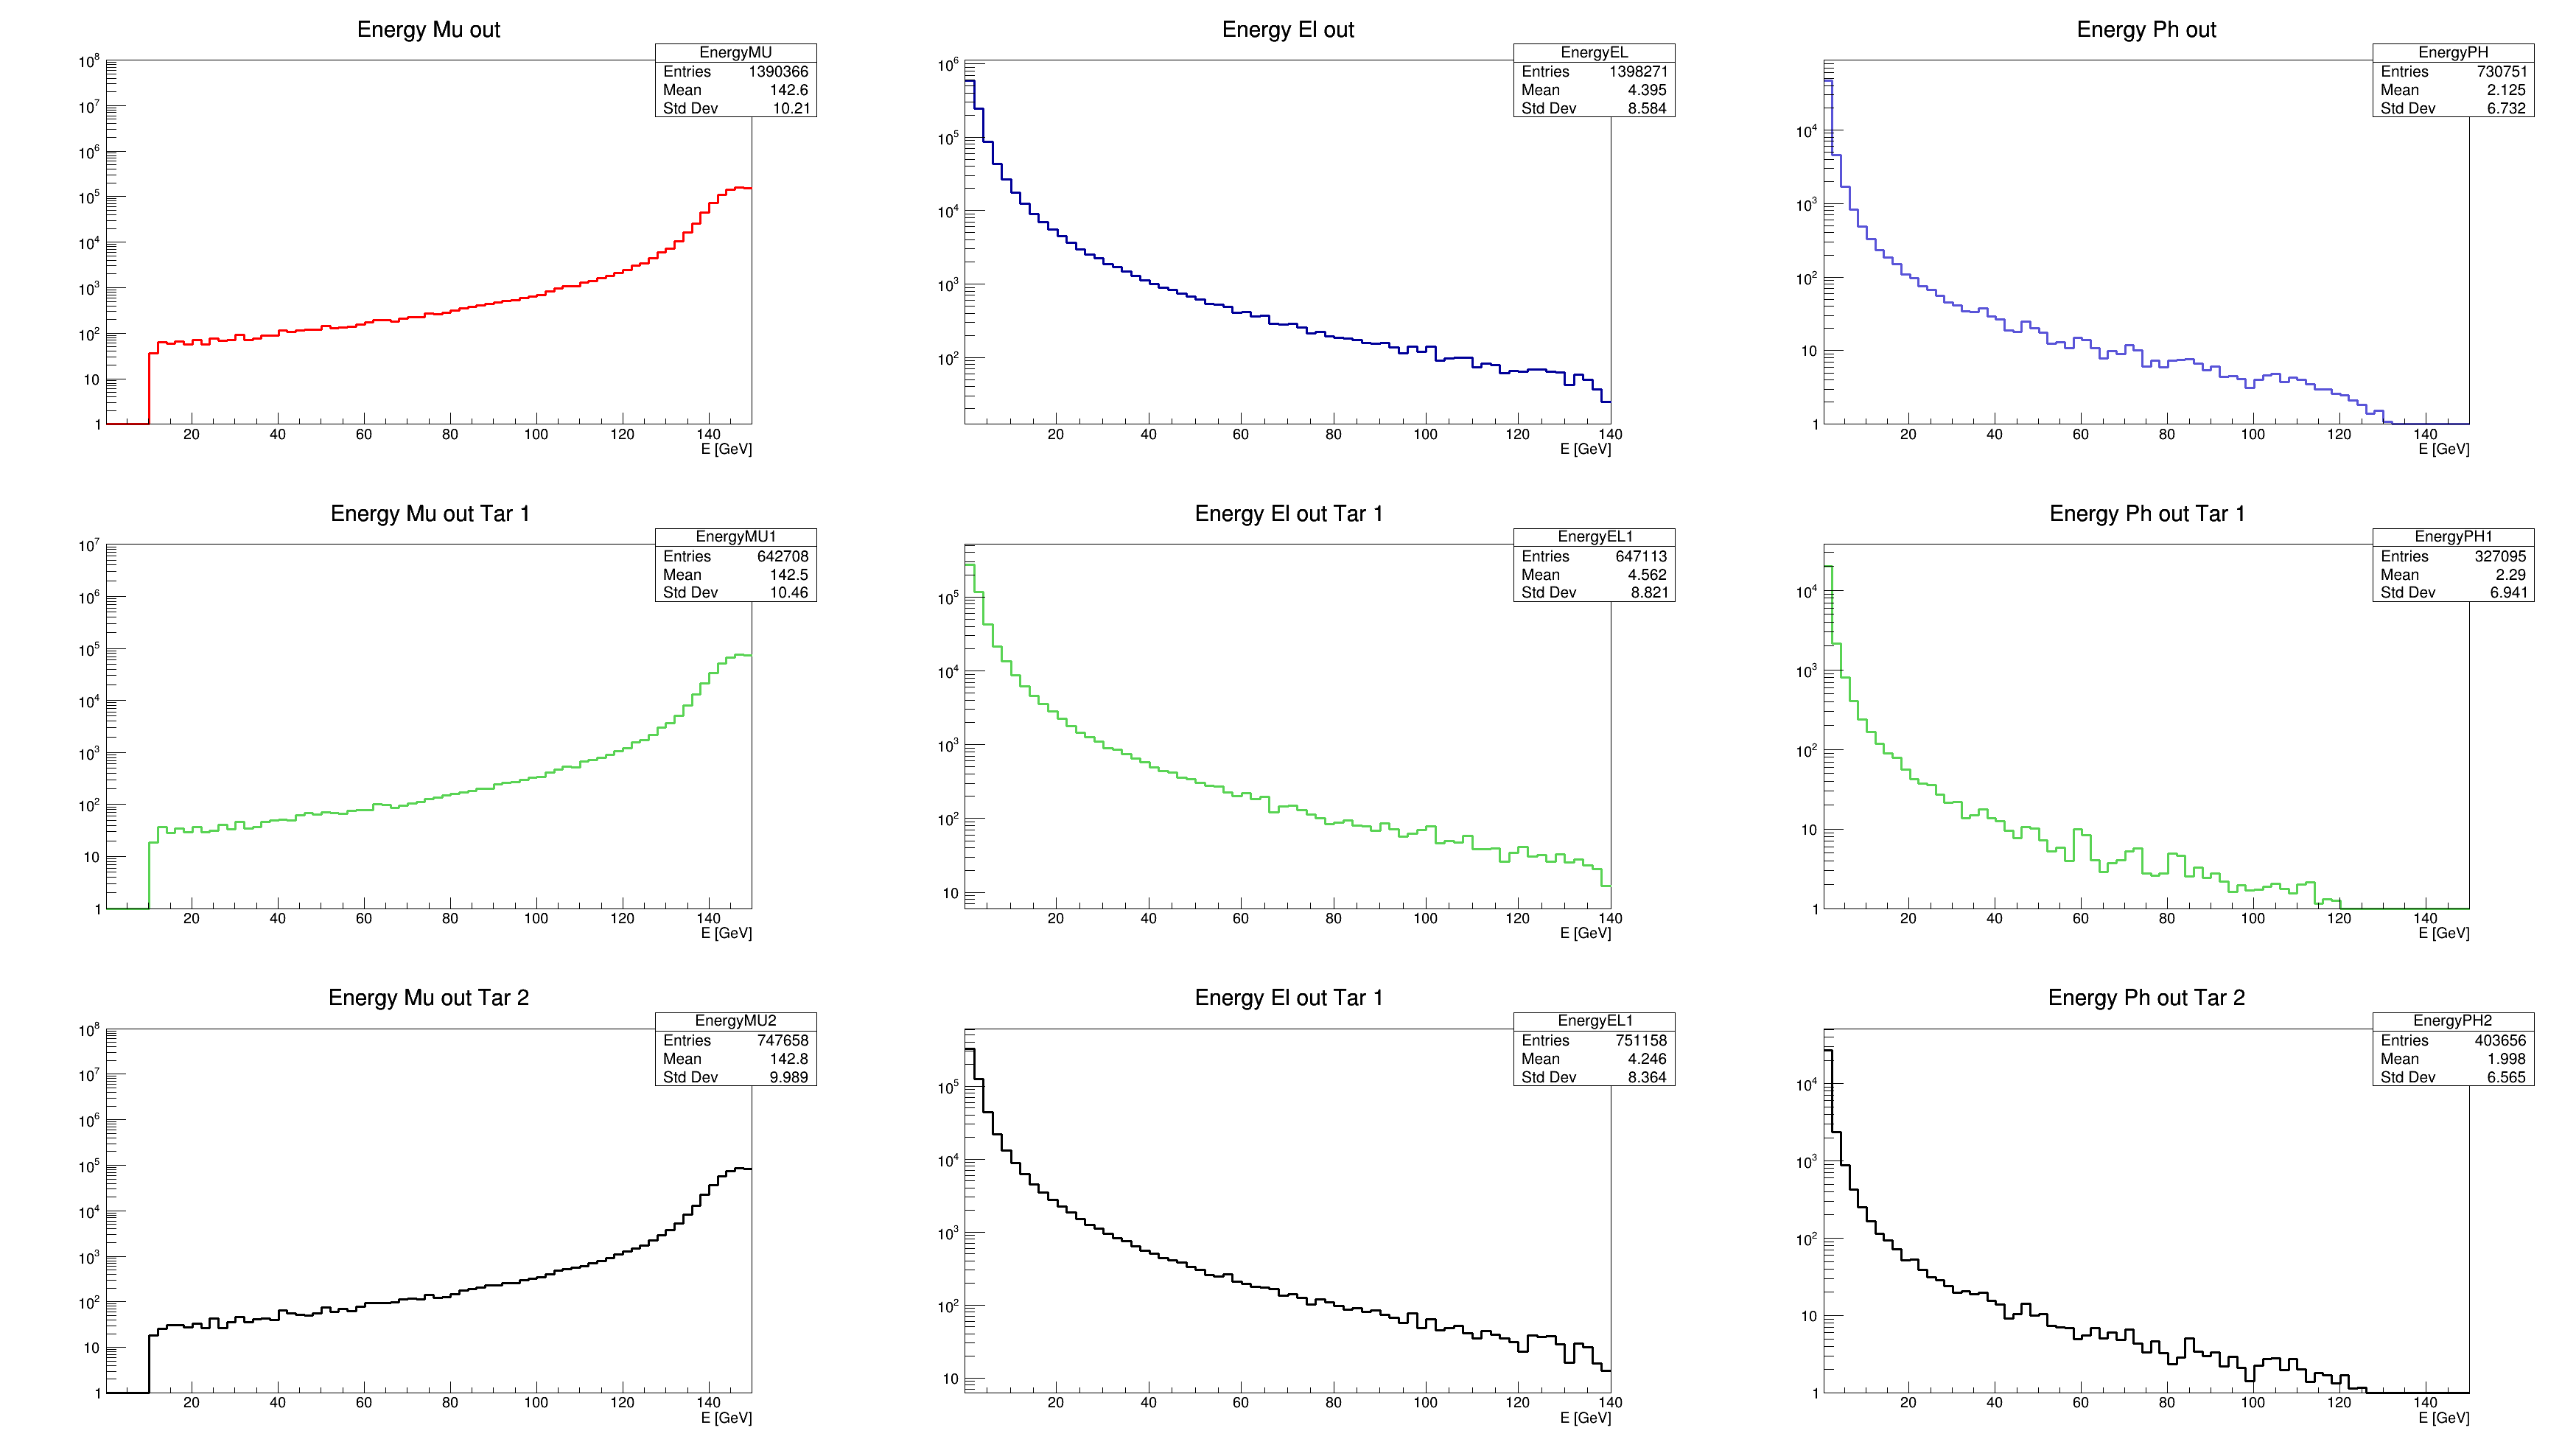 Energy Mu out
EnergyMU
Entries 1390366
Mean 142.6
Std Dev 10.21
10^8
10^7
10^6
10^5
10^4
10^3
10^2
10
1
20 40 60 80 100 120 140
E [GeV]
Energy El out
EnergyEL
Entries 1398271
Mean 4.395
Std Dev 8.584
10^6
10^5
10^4
10^3
10^2
20 40 60 80 100 120 140
E [GeV]
Energy Ph out
EnergyPH
Entries 730751
Mean 2.125
Std Dev 6.732
10^4
10^3
10^2
10
1
20 40 60 80 100 120 140
E [GeV]
Energy Mu out Tar 1
EnergyMU1
Entries 642708
Mean 142.5
Std Dev 10.46
10^7
10^6
10^5
10^4
10^3
10^2
10
1
20 40 60 80 100 120 140
E [GeV]
Energy El out Tar 1
EnergyEL1
Entries 647113
Mean 4.562
Std Dev 8.821
10^5
10^4
10^3
10^2
10
20 40 60 80 100 120 140
E [GeV]
Energy Ph out Tar 1
EnergyPH1
Entries 327095
Mean 2.29
Std Dev 6.941
10^4
10^3
10^2
10
1
20 40 60 80 100 120 140
E [GeV]
Energy Mu out Tar 2
EnergyMU2
Entries 747658
Mean 142.8
Std Dev 9.989
10^8
10^7
10^6
10^5
10^4
10^3
10^2
10
1
20 40 60 80 100 120 140
E [GeV]
Energy El out Tar 1
EnergyEL1
Entries 751158
Mean 4.246
Std Dev 8.364
10^5
10^4
10^3
10^2
10
20 40 60 80 100 120 140
E [GeV]
Energy Ph out Tar 2
EnergyPH2
Entries 403656
Mean 1.998
Std Dev 6.565
10^4
10^3
10^2
10
1
20 40 60 80 100 120 140
E [GeV]